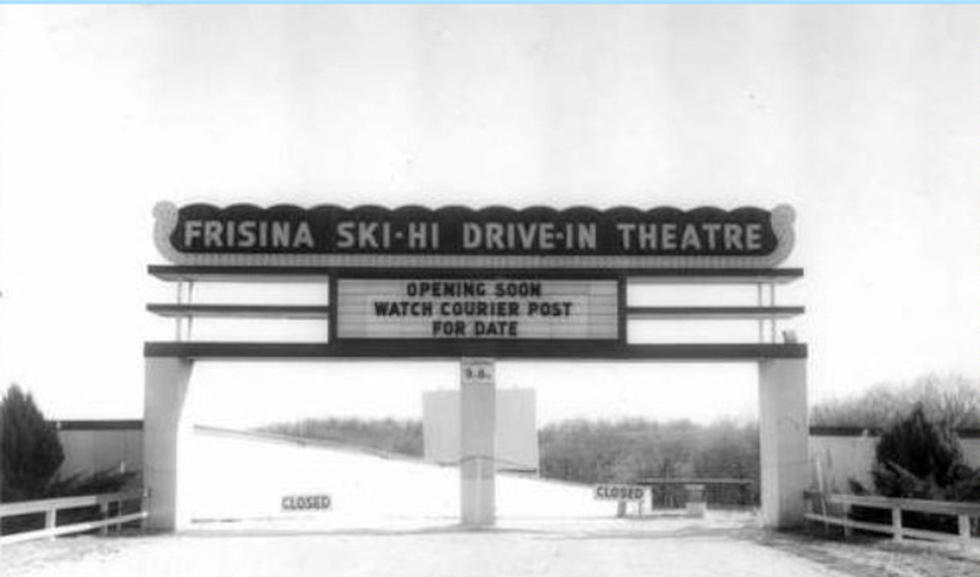 FRISINA SKI-HI DRIVE-IN THEATRE
OPENING SOON
WATCH COURIER POST
FOR DATE
CLOSED
CLOSED